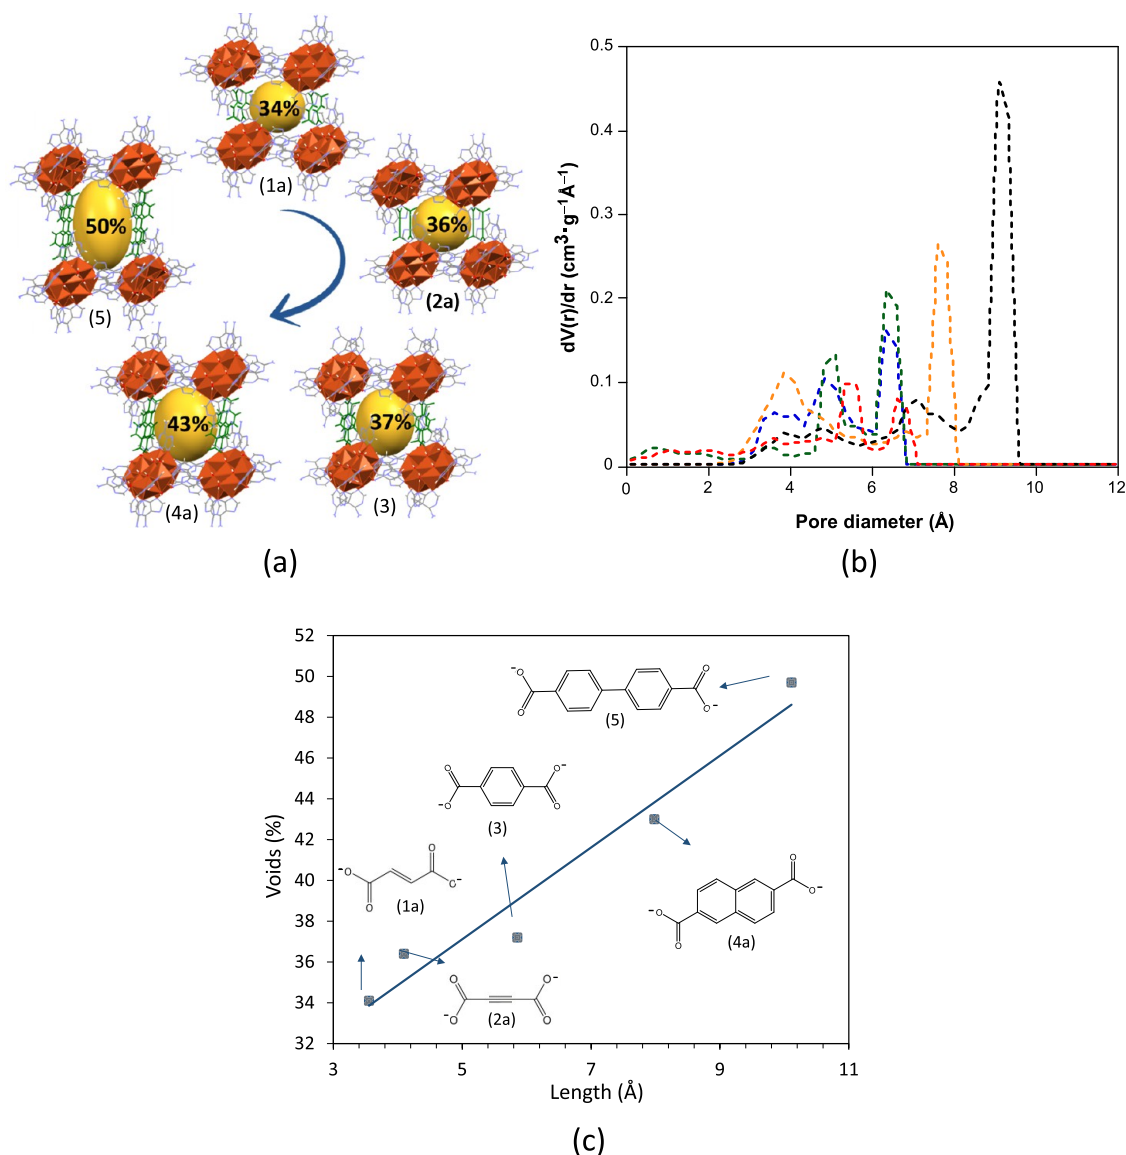 34%
(1a)
50%
36%
(5)
(2a)
43%
37%
(4a)
(3)
(a)
0.5
0.4
0.3
0.2
0.1
0
dV(r)/dr (cm³·g⁻¹Å⁻¹)
0 2 4 6 8 10 12
Pore diameter (Å)
(b)
52
50
48
46
44
42
40
38
36
34
32
Voids (%)
⁻O O O O⁻
(5)
⁻O O O⁻ O
(3)
⁻O O O O⁻
(1a)
O ⁻O O⁻ O
(2a)
⁻O O O O⁻
(4a)
3 5 7 9 11
Length (Å)
(c)